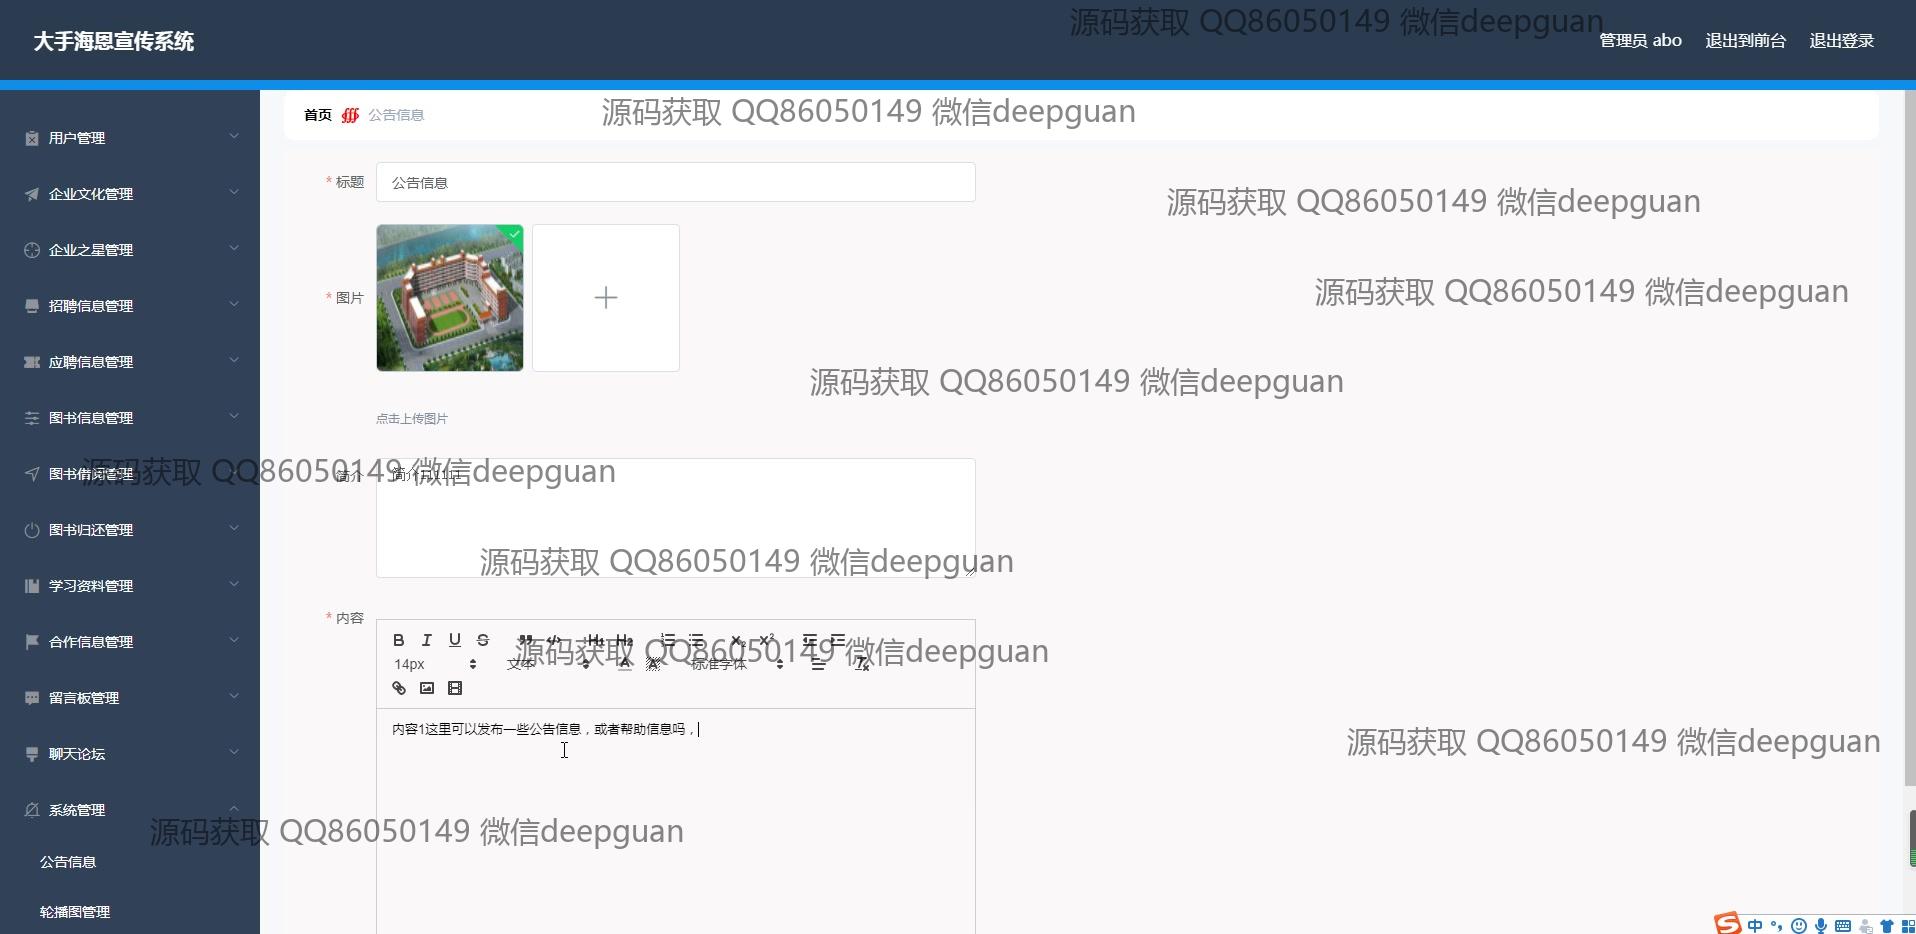 大手海恩宣传系统
源码获取 QQ86050149 微信deepguan
管理员 abo
退出到前台
退出登录
首页
公告信息
源码获取 QQ86050149 微信deepguan
用户管理
企业文化管理
企业之星管理
招聘信息管理
应聘信息管理
图书信息管理
图书借阅管理
图书归还管理
学习资料管理
合作信息管理
留言板管理
聊天论坛
系统管理
公告信息
轮播图管理
* 标题
公告信息
源码获取 QQ86050149 微信deepguan
* 图片
源码获取 QQ86050149 微信deepguan
源码获取 QQ86050149 微信deepguan
点击上传图片
简介
源码获取 QQ86050149 微信deepguan
源码获取 QQ86050149 微信deepguan
* 内容
B I U S H1 H2 X2 X2
源码获取 QQ86050149 微信deepguan
14px 文本 A A 标准字体
内容1这里可以发布一些公告信息，或者帮助信息吗，
源码获取 QQ86050149 微信deepguan
源码获取 QQ86050149 微信deepguan
中